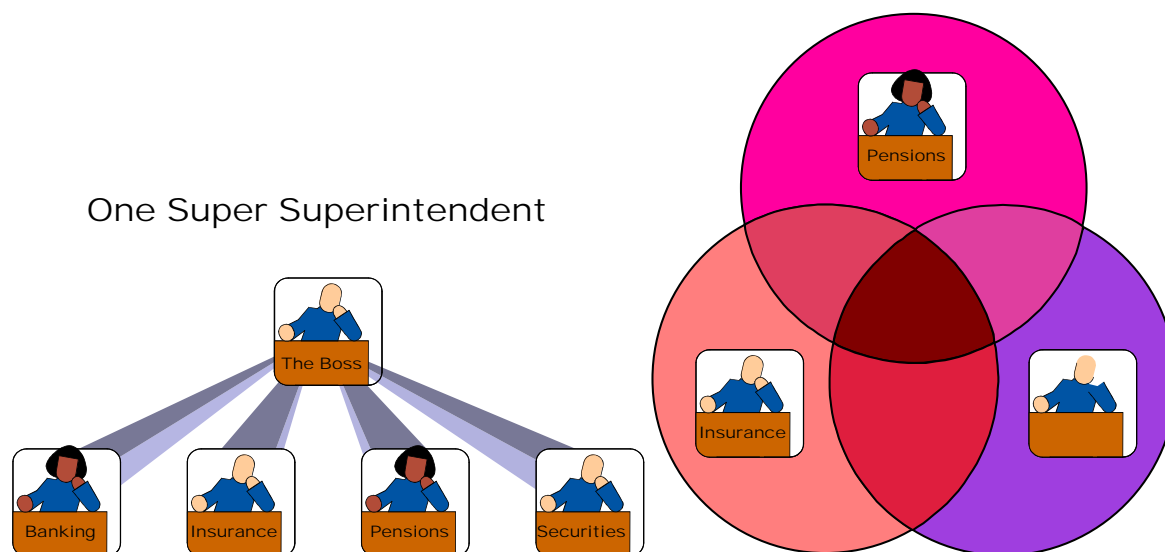 One Super Superintendent
The Boss
Banking
Insurance
Pensions
Securities
Pensions
Insurance